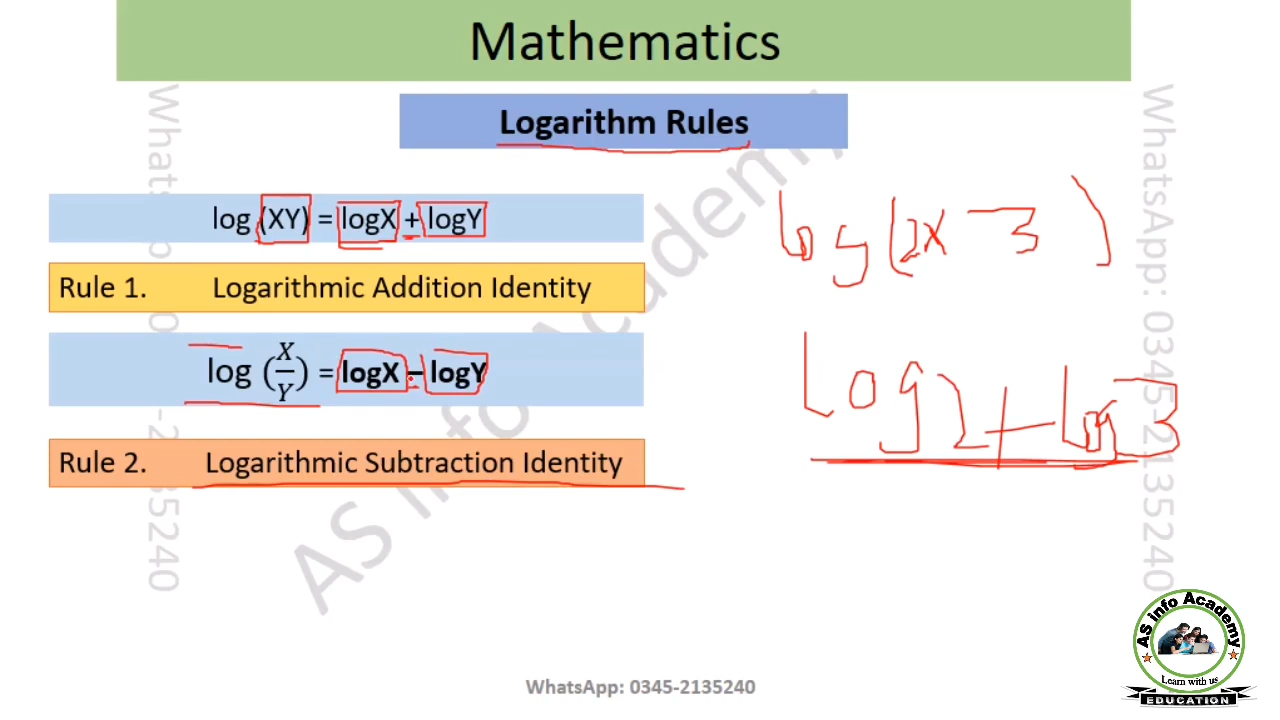 Mathematics
Logarithm Rules
log (XY) = logX + logY
Rule 1. Logarithmic Addition Identity
log (X/Y) = logX – logY
Rule 2. Logarithmic Subtraction Identity
log(2x 3)
log2 + log3
WhatsApp: 0345-2135240
WhatsApp: 0345-2135240
AS info Academy
AS info Academy
Learn with us
EDUCATION
WhatsApp: 0345-2135240